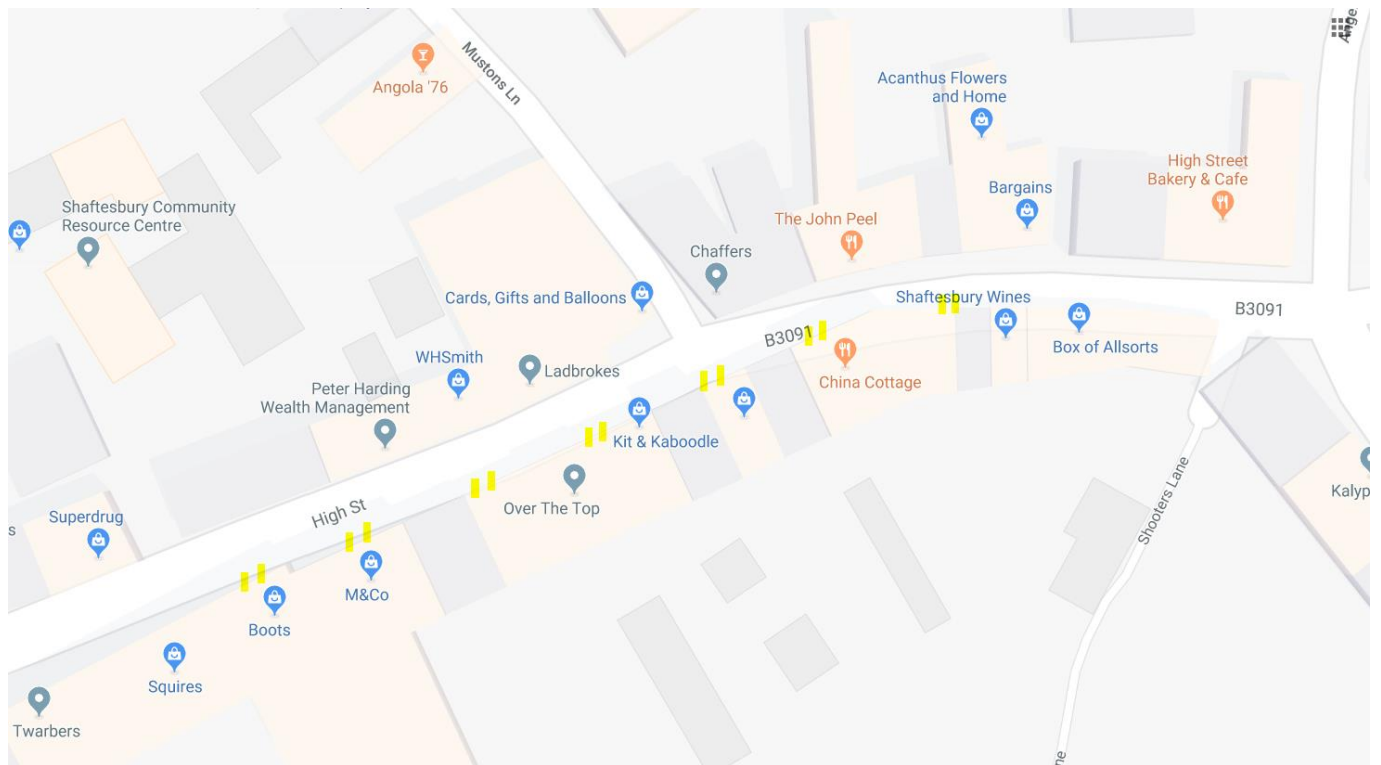 Mustons Ln
Angola '76
Acanthus Flowers
and Home
High Street
Bakery & Cafe
Bargains
Shaftesbury Community
Resource Centre
The John Peel
Chaffers
Cards, Gifts and Balloons
Shaftesbury Wines
B3091
B3091
Box of Allsorts
WHSmith
Ladbrokes
China Cottage
Peter Harding
Wealth Management
Kit & Kaboodle
Over The Top
High St
Superdrug
s
Kalyp
Shooters Lane
M&Co
Boots
Squires
Twarbers
ne